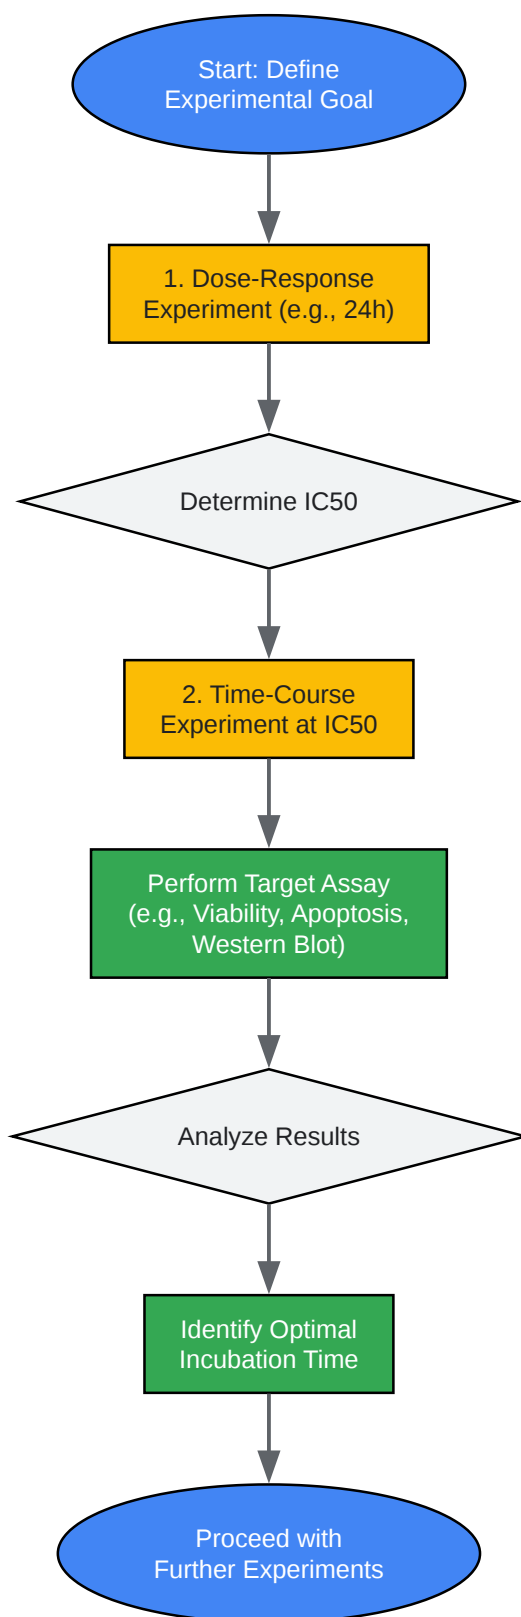 Start: Define
Experimental Goal
1. Dose-Response
Experiment (e.g., 24h)
Determine IC50
2. Time-Course
Experiment at IC50
Perform Target Assay
(e.g., Viability, Apoptosis,
Western Blot)
Analyze Results
Identify Optimal
Incubation Time
Proceed with
Further Experiments